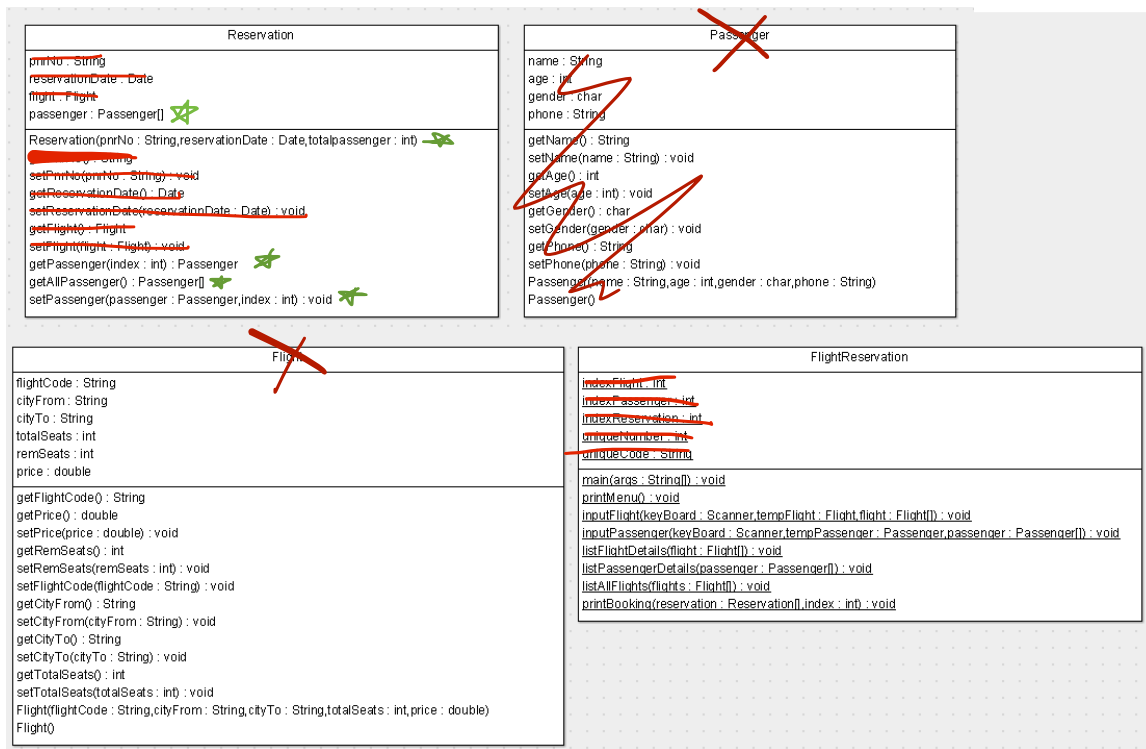 Reservation
pnrNo : String
reservationDate : Date
flight : Flight
passenger : Passenger[]
Reservation(pnrNo : String,reservationDate : Date,totalpassenger : int)
String
setPnrNo(pnrNo : String) : void
getReservationDate() : Date
setReservationDate(reservationDate : Date) : void
getFlight() : Flight
setFlight(flight : Flight) : void
getPassenger(index : int) : Passenger
getAllPassenger() : Passenger[]
setPassenger(passenger : Passenger,index : int) : void
Passenger
name : String
age : int
gender : char
phone : String
getName() : String
setName(name : String) : void
getAge() : int
setAge(age : int) : void
getGender() : char
setGender(gender : char) : void
getPhone() : String
setPhone(phone : String) : void
Passenger(name : String,age : int,gender : char,phone : String)
Passenger()
Flight
flightCode : String
cityFrom : String
cityTo : String
totalSeats : int
remSeats : int
price : double
getFlightCode() : String
getPrice() : double
setPrice(price : double) : void
getRemSeats() : int
setRemSeats(remSeats : int) : void
setFlightCode(flightCode : String) : void
getCityFrom() : String
setCityFrom(cityFrom : String) : void
getCityTo() : String
setCityTo(cityTo : String) : void
getTotalSeats() : int
setTotalSeats(totalSeats : int) : void
Flight(flightCode : String,cityFrom : String,cityTo : String,totalSeats : int,price : double)
Flight()
FlightReservation
indexFlight : int
indexPassenger : int
indexReservation : int
uniqueNumber : int
uniqueCode : String
main(args : String[]) : void
printMenu() : void
inputFlight(keyBoard : Scanner,tempFlight : Flight,flight : Flight[]) : void
inputPassenger(keyBoard : Scanner,tempPassenger : Passenger,passenger : Passenger[]) : void
listFlightDetails(flight : Flight[]) : void
listPassengerDetails(passenger : Passenger[]) : void
listAllFlights(flights : Flight[]) : void
printBooking(reservation : Reservation[],index : int) : void